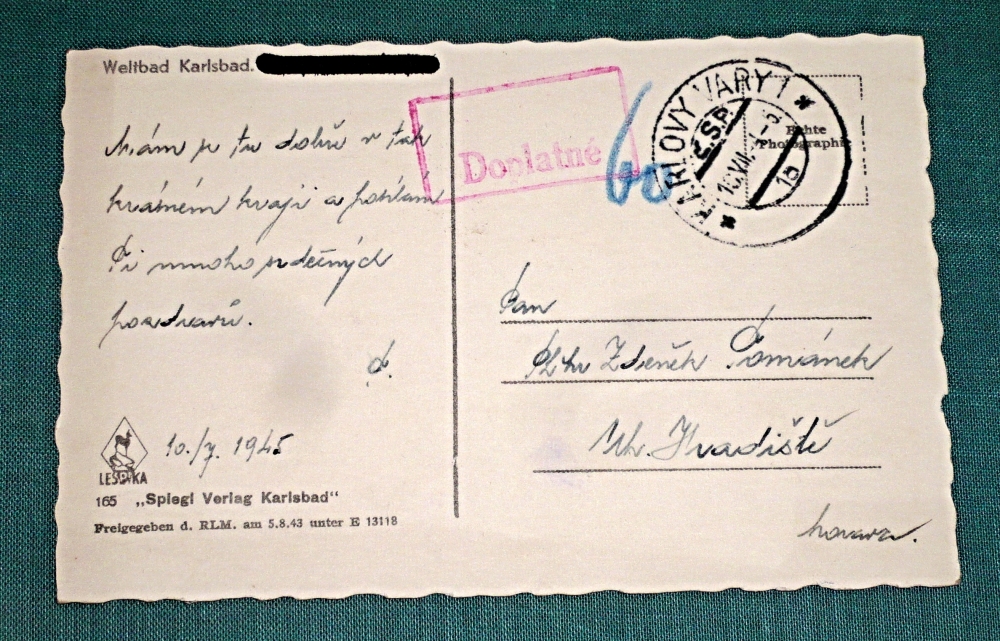 Weltbad Karlsbad.
Mám se tu dobře v tak
krásném kraji a posílám
Ti mnoho srdečných
pozdravů.
10./7. 1945
LESPIKA
165 „Spiegl Verlag Karlsbad"
Freigegeben d. RLM. am 5.8.43 unter E 13118
Doplatné
60
KARLOVY VARY 1
Č.S.P.
1a
Echte
Photographie
Pan
Zdeněk Tománek
Uh. Hradiště
Morava.